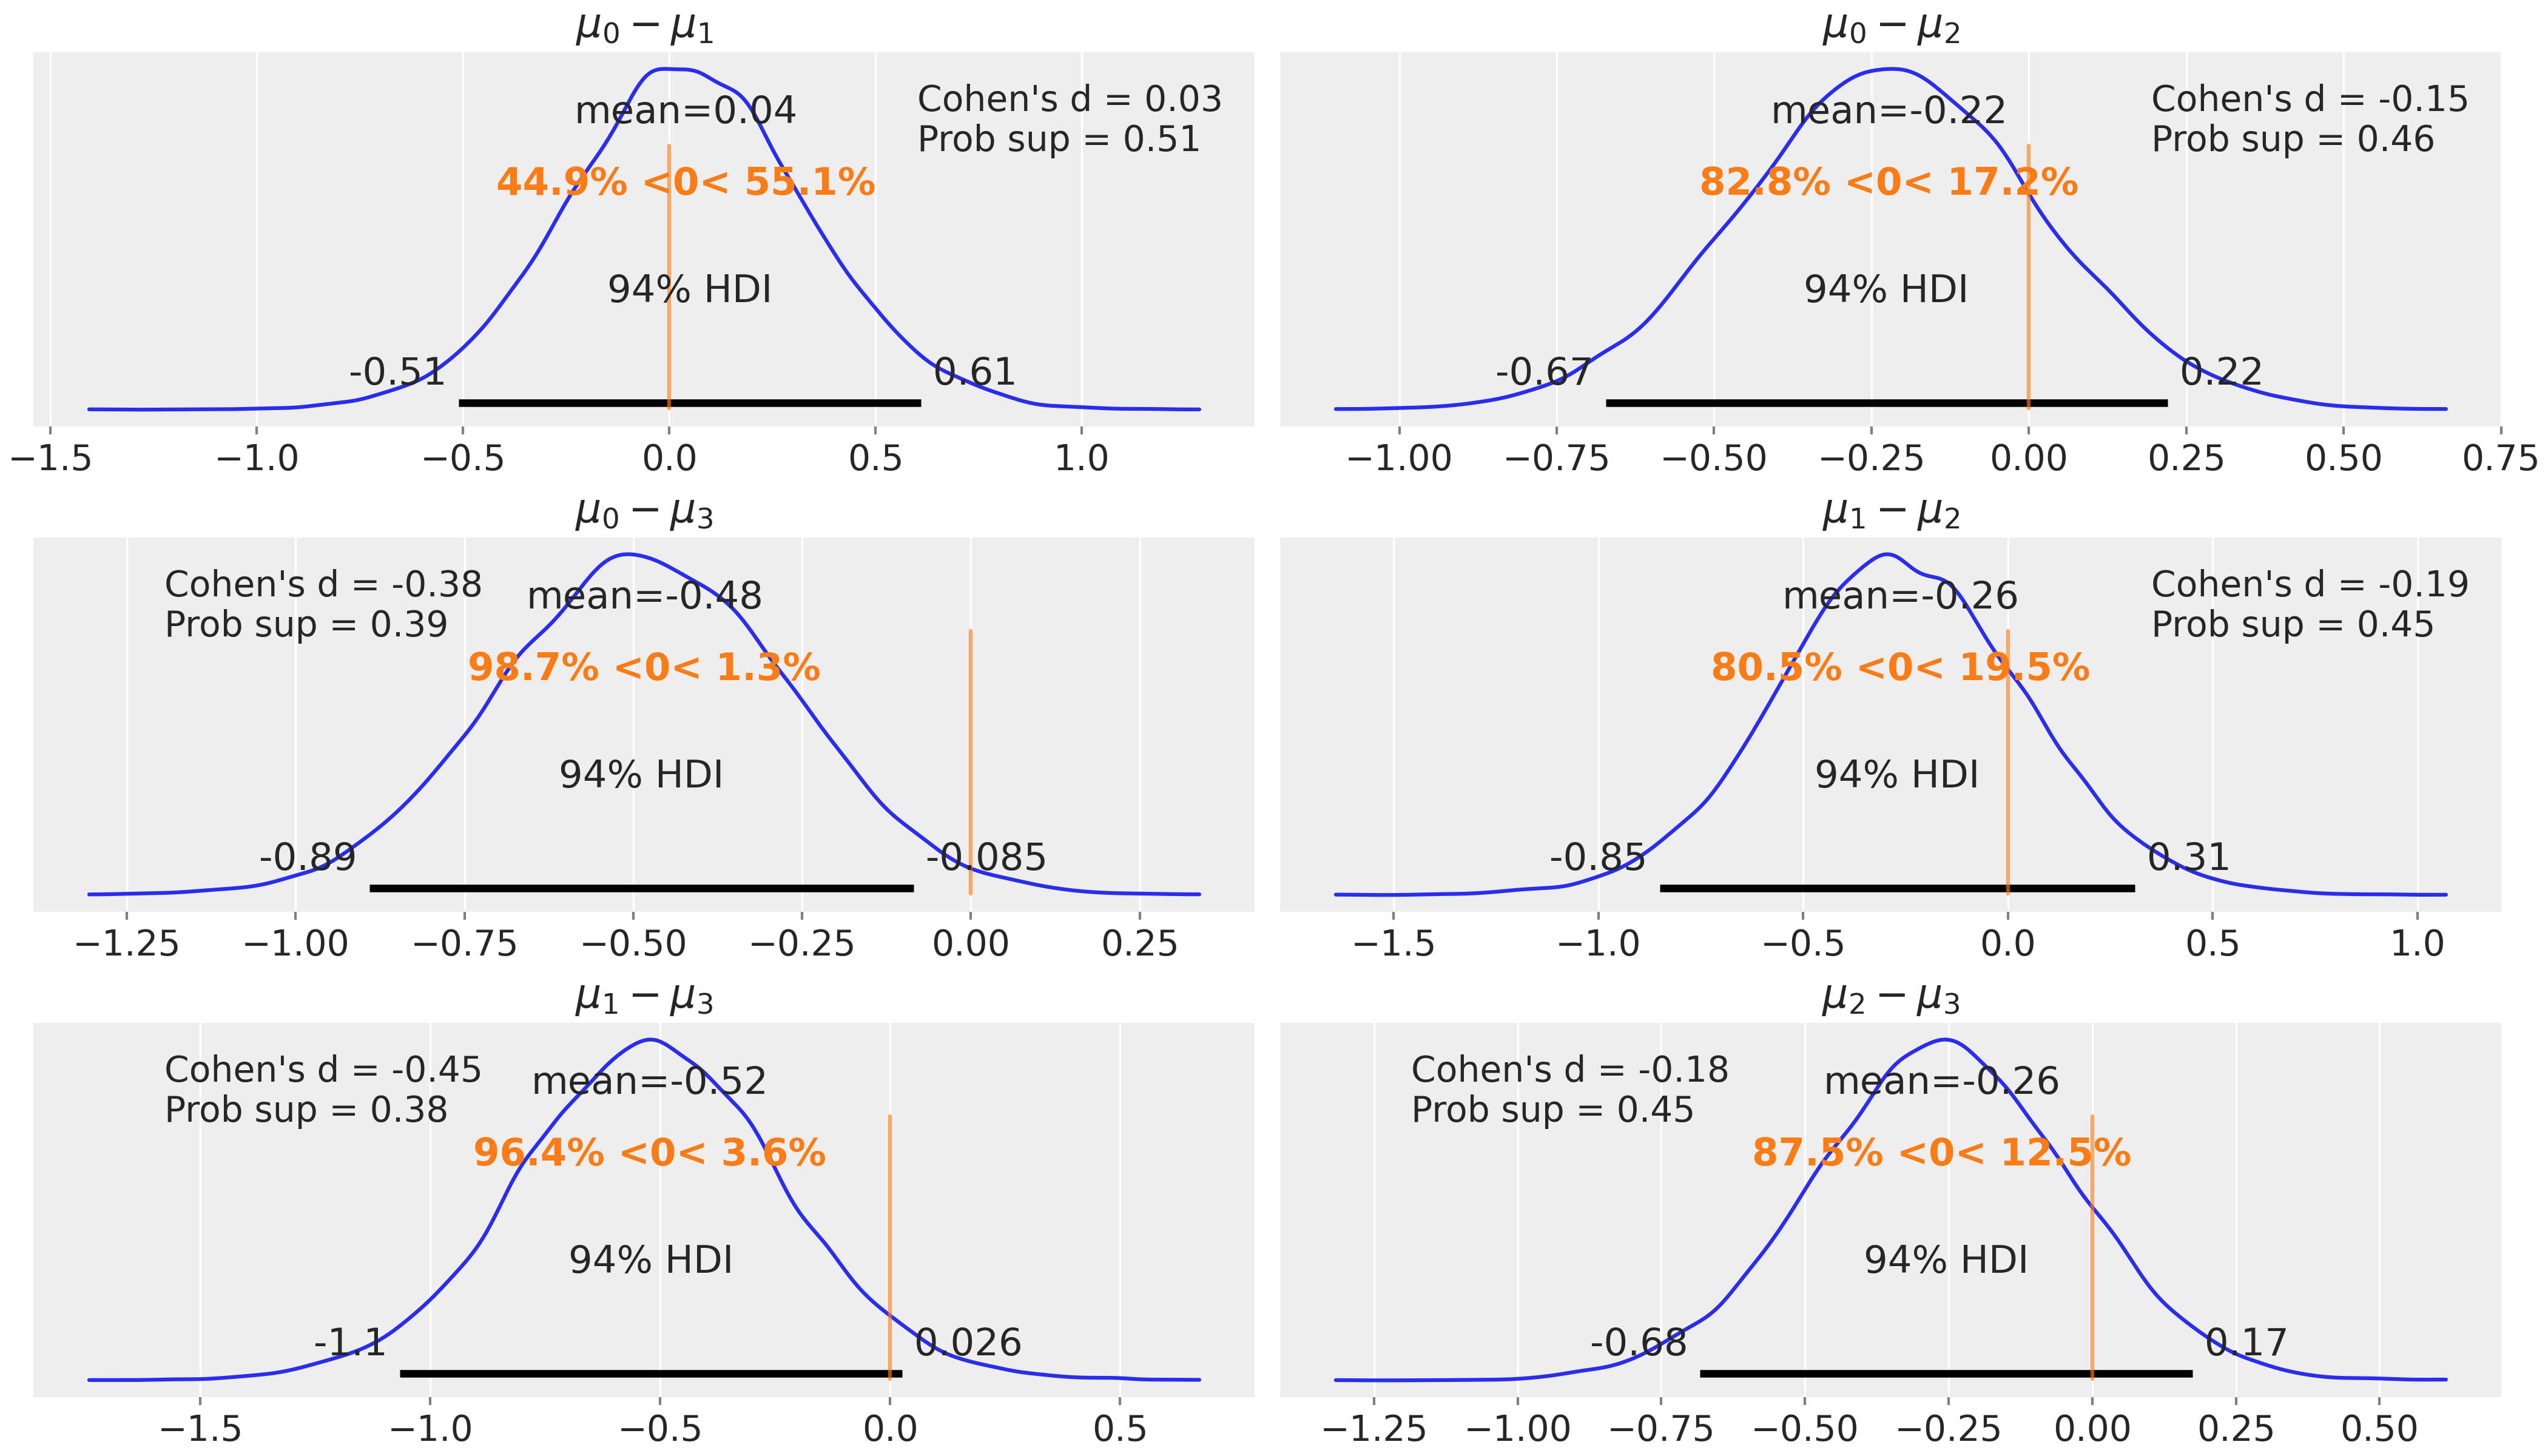 μ0 − μ1
mean=0.04
Cohen's d = 0.03
Prob sup = 0.51
44.9% <0< 55.1%
94% HDI
-0.51
0.61
−1.5 −1.0 −0.5 0.0 0.5 1.0
μ0 − μ2
mean=-0.22
Cohen's d = -0.15
Prob sup = 0.46
82.8% <0< 17.2%
94% HDI
-0.67
0.22
−1.00 −0.75 −0.50 −0.25 0.00 0.25 0.50 0.75
μ0 − μ3
Cohen's d = -0.38
Prob sup = 0.39
mean=-0.48
98.7% <0< 1.3%
94% HDI
-0.89
-0.085
−1.25 −1.00 −0.75 −0.50 −0.25 0.00 0.25
μ1 − μ2
mean=-0.26
Cohen's d = -0.19
Prob sup = 0.45
80.5% <0< 19.5%
94% HDI
-0.85
0.31
−1.5 −1.0 −0.5 0.0 0.5 1.0
μ1 − μ3
Cohen's d = -0.45
Prob sup = 0.38
mean=-0.52
96.4% <0< 3.6%
94% HDI
-1.1
0.026
−1.5 −1.0 −0.5 0.0 0.5
μ2 − μ3
Cohen's d = -0.18
Prob sup = 0.45
mean=-0.26
87.5% <0< 12.5%
94% HDI
-0.68
0.17
−1.25 −1.00 −0.75 −0.50 −0.25 0.00 0.25 0.50